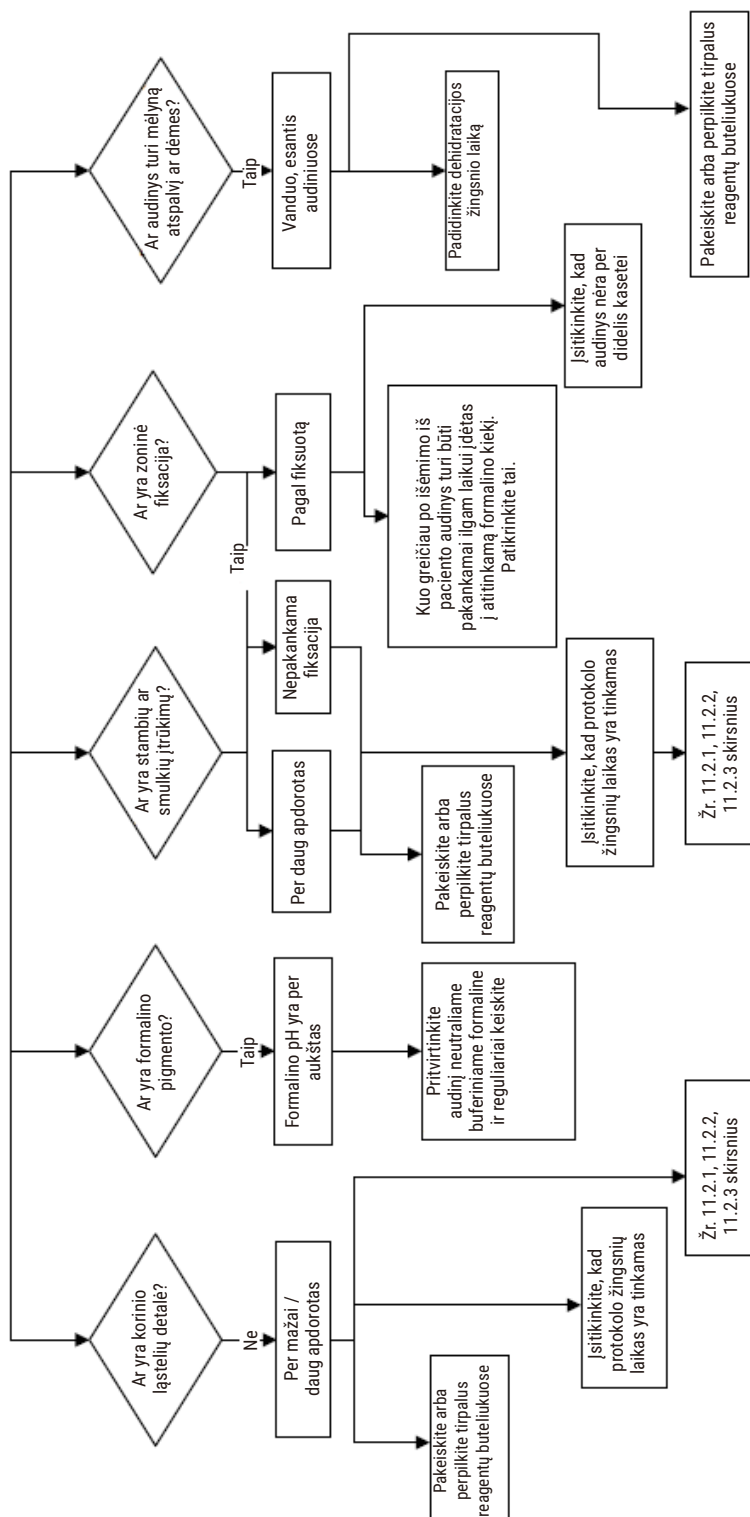 Ar yra korinio
ląstelių detalė?
Ne
Per mažai /
daug apdorotas
Pakeiskite arba
perpilkite tirpalus
reagentų buteliukuose
Įsitikinkite, kad
protokolo žingsnių
laikas yra tinkamas
Žr. 11.2.1, 11.2.2,
11.2.3 skirsnius
Ar yra formalino
pigmento?
Taip
Formalino pH yra per
aukštas
Pritvirtinkite
audinį neutraliame
buferiniame formaline
ir reguliariai keiskite
Ar yra stambių ar
smulkių įtrūkimų?
Per daug apdorotas
Nepakankama
fiksacija
Pakeiskite arba
perpilkite tirpalus
reagentų buteliukuose
Įsitikinkite, kad protokolo
žingsnių laikas yra tinkamas
Žr. 11.2.1, 11.2.2,
11.2.3 skirsnius
Ar yra zoninė
fiksacija?
Taip
Pagal fiksuotą
Kuo greičiau po išėmimo iš
paciento audinys turi būti
pakankamai ilgam laikui įdėtas
į atitinkamą formalino kiekį.
Patikrinkite tai.
Įsitikinkite, kad
audinys nėra per
didelis kasetei
Ar audinys turi mėlyną
atspalvį ar dėmes?
Taip
Vanduo, esantis
audiniuose
Padidinkite dehidratacijos
žingsnio laiką
Pakeiskite arba perpilkite tirpalus
reagentų buteliukuose